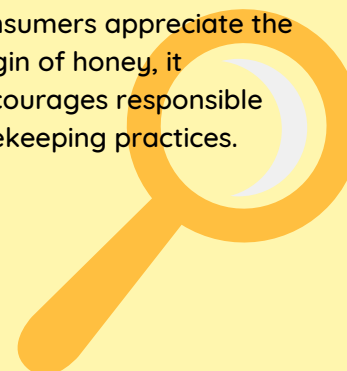 nsumers appreciate the
gin of honey, it
courages responsible
ekeeping practices.